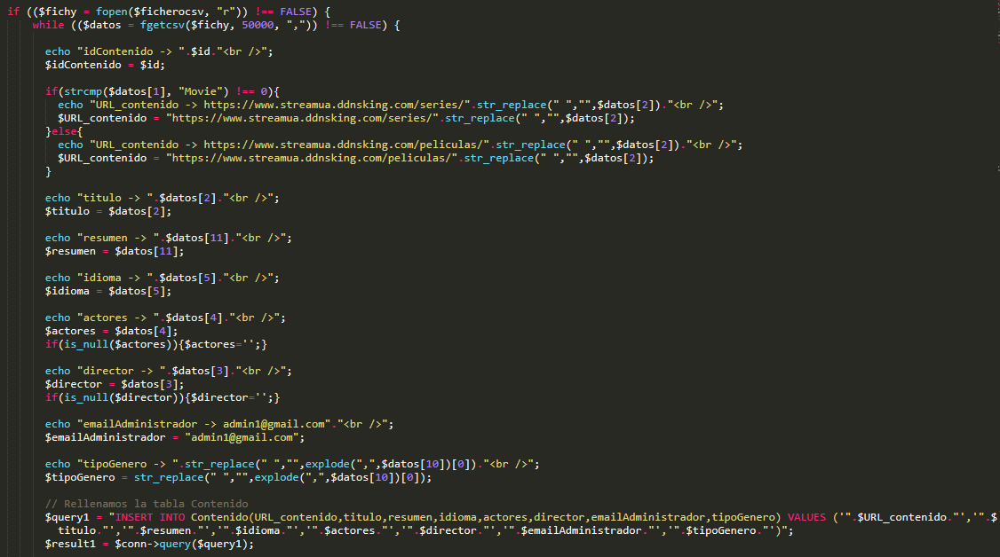 if (($fichy = fopen($ficherocsv, "r")) !== FALSE) {
while (($datos = fgetcsv($fichy, 50000, ",")) !== FALSE) {
echo "idContenido -> ".$id."<br />";
$idContenido = $id;
if(strcmp($datos[1], "Movie") !== 0){
echo "URL_contenido -> https://www.streamua.ddnsking.com/series/".str_replace(" ","",$datos[2])."<br />";
$URL_contenido = "https://www.streamua.ddnsking.com/series/".str_replace(" ","",$datos[2]);
}else{
echo "URL_contenido -> https://www.streamua.ddnsking.com/peliculas/".str_replace(" ","",$datos[2])."<br />";
$URL_contenido = "https://www.streamua.ddnsking.com/peliculas/".str_replace(" ","",$datos[2]);
}
echo "titulo -> ".$datos[2]."<br />";
$titulo = $datos[2];
echo "resumen -> ".$datos[11]."<br />";
$resumen = $datos[11];
echo "idioma -> ".$datos[5]."<br />";
$idioma = $datos[5];
echo "actores -> ".$datos[4]."<br />";
$actores = $datos[4];
if(is_null($actores)){$actores='';}
echo "director -> ".$datos[3]."<br />";
$director = $datos[3];
if(is_null($director)){$director='';}
echo "emailAdministrador -> admin1@gmail.com"."<br />";
$emailAdministrador = "admin1@gmail.com";
echo "tipoGenero -> ".str_replace(" ","",explode(",",$datos[10])[0])."<br />";
$tipoGenero = str_replace(" ","",explode(",",$datos[10])[0]);
// Rellenamos la tabla Contenido
$query1 = "INSERT INTO Contenido(URL_contenido,titulo,resumen,idioma,actores,director,emailAdministrador,tipoGenero) VALUES ('".$URL_contenido."','".$
titulo."','".$resumen."','".$idioma."','".$actores."','".$director."','".$emailAdministrador."','".$tipoGenero."')";
$result1 = $conn->query($query1);